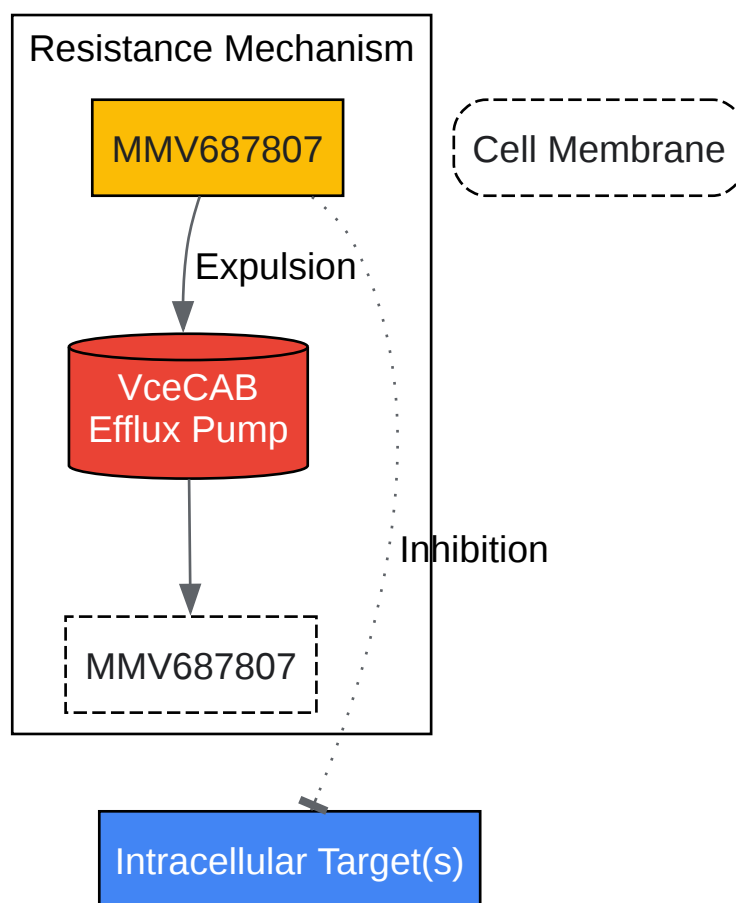 Resistance Mechanism
MMV687807
Cell Membrane
Expulsion
VceCAB
Efflux Pump
Inhibition
MMV687807
Intracellular Target(s)